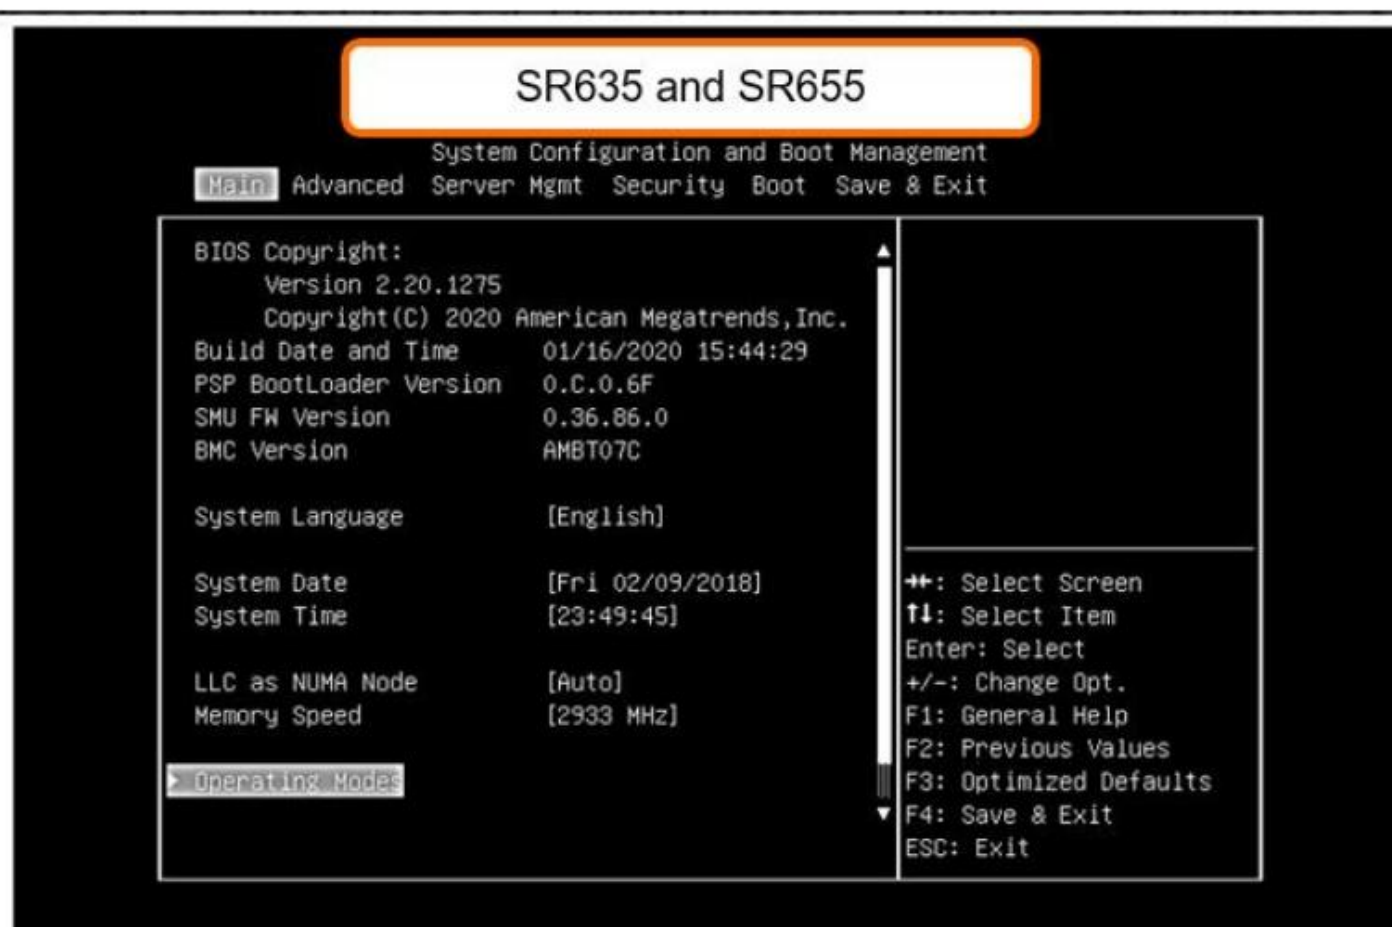 SR635 and SR655
System Configuration and Boot Management
Main Advanced Server Mgmt Security Boot Save & Exit
BIOS Copyright:
Version 2.20.1275
Copyright(C) 2020 American Megatrends,Inc.
Build Date and Time 01/16/2020 15:44:29
PSP BootLoader Version 0.C.0.6F
SMU FW Version 0.36.86.0
BMC Version AMBT07C
System Language [English]
System Date [Fri 02/09/2018]
System Time [23:49:45]
LLC as NUMA Node [Auto]
Memory Speed [2933 MHz]
Operating Modes
→←: Select Screen
↑↓: Select Item
Enter: Select
+/-: Change Opt.
F1: General Help
F2: Previous Values
F3: Optimized Defaults
F4: Save & Exit
ESC: Exit